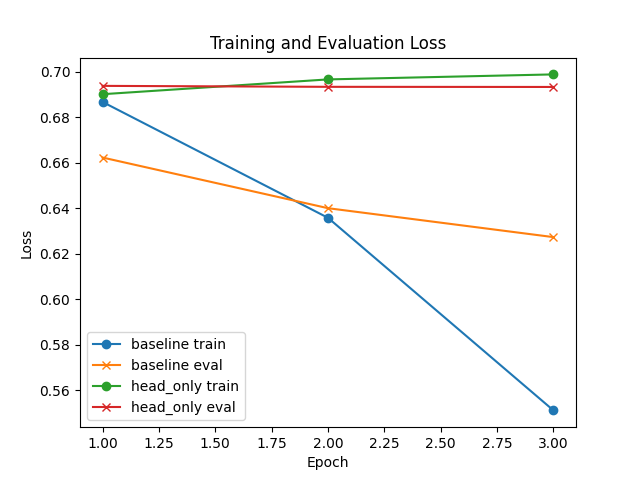 Training and Evaluation Loss
0.70
0.68
0.66
0.64
0.62
0.60
0.58
0.56
Loss
baseline train
baseline eval
head_only train
head_only eval
1.00 1.25 1.50 1.75 2.00 2.25 2.50 2.75 3.00
Epoch